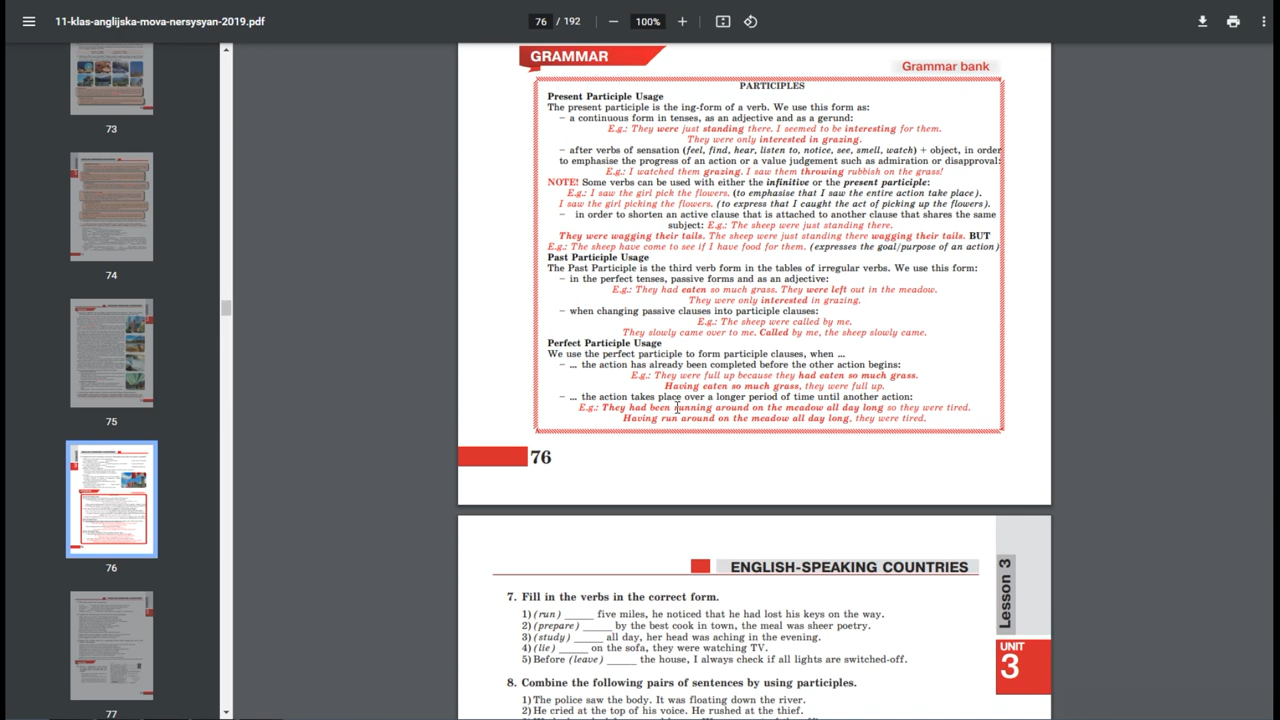 11-klas-anglijska-mova-nersysyan-2019.pdf
76 / 192
100%
73
74
75
76
77
GRAMMAR
Grammar bank
PARTICIPLES
Present Participle Usage
The present participle is the ing-form of a verb. We use this form as:
– a continuous form in tenses, as an adjective and as a gerund:
E.g.: They were just standing there. I seemed to be interesting for them.
They were only interested in grazing.
– after verbs of sensation (feel, find, hear, listen to, notice, see, smell, watch) + object, in order
to emphasise the progress of an action or a value judgement such as admiration or disapproval:
E.g.: I watched them grazing. I saw them throwing rubbish on the grass!
NOTE! Some verbs can be used with either the infinitive or the present participle:
E.g.: I saw the girl pick the flowers. (to emphasise that I saw the entire action take place).
I saw the girl picking the flowers. (to express that I caught the act of picking up the flowers).
– in order to shorten an active clause that is attached to another clause that shares the same
subject: E.g.: The sheep were just standing there.
They were wagging their tails. The sheep were just standing there wagging their tails. BUT
E.g.: The sheep have come to see if I have food for them. (expresses the goal/purpose of an action)
Past Participle Usage
The Past Participle is the third verb form in the tables of irregular verbs. We use this form:
– in the perfect tenses, passive forms and as an adjective:
E.g.: They had eaten so much grass. They were left out in the meadow.
They were only interested in grazing.
– when changing passive clauses into participle clauses:
E.g.: The sheep were called by me.
They slowly came over to me. Called by me, the sheep slowly came.
Perfect Participle Usage
We use the perfect participle to form participle clauses, when ...
– ... the action has already been completed before the other action begins:
E.g.: They were full up because they had eaten so much grass.
Having eaten so much grass, they were full up.
– ... the action takes place over a longer period of time until another action:
E.g.: They had been running around on the meadow all day long so they were tired.
Having run around on the meadow all day long, they were tired.
76
ENGLISH-SPEAKING COUNTRIES
Lesson 3
UNIT
3
7. Fill in the verbs in the correct form.
1) (run) _____ five miles, he noticed that he had lost his keys on the way.
2) (prepare) _____ by the best cook in town, the meal was sheer poetry.
3) (study) _____ all day, her head was aching in the evening.
4) (lie) _____ on the sofa, they were watching TV.
5) Before (leave) _____ the house, I always check if all lights are switched-off.
8. Combine the following pairs of sentences by using participles.
1) The police saw the body. It was floating down the river.
2) He cried at the top of his voice. He rushed at the thief.